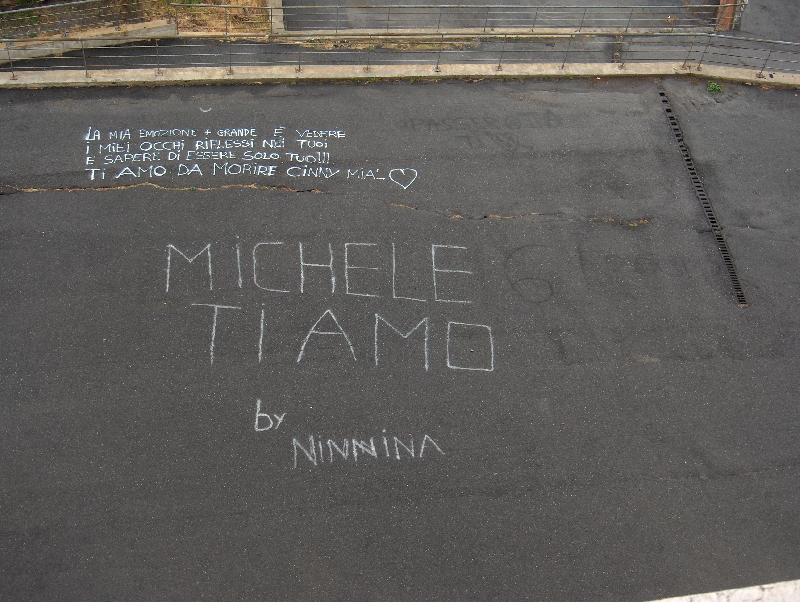 LA MIA EMOZIONE + GRANDE E VEDERE
I MIEI OCCHI RIFLESSI NEI TUOI
E SAPERE DI ESSERE SOLO TUO!!!
Ti AMO DA MORIRE CINNY MIA
MiCHELE
Ti AMO
by
NiNNiNA